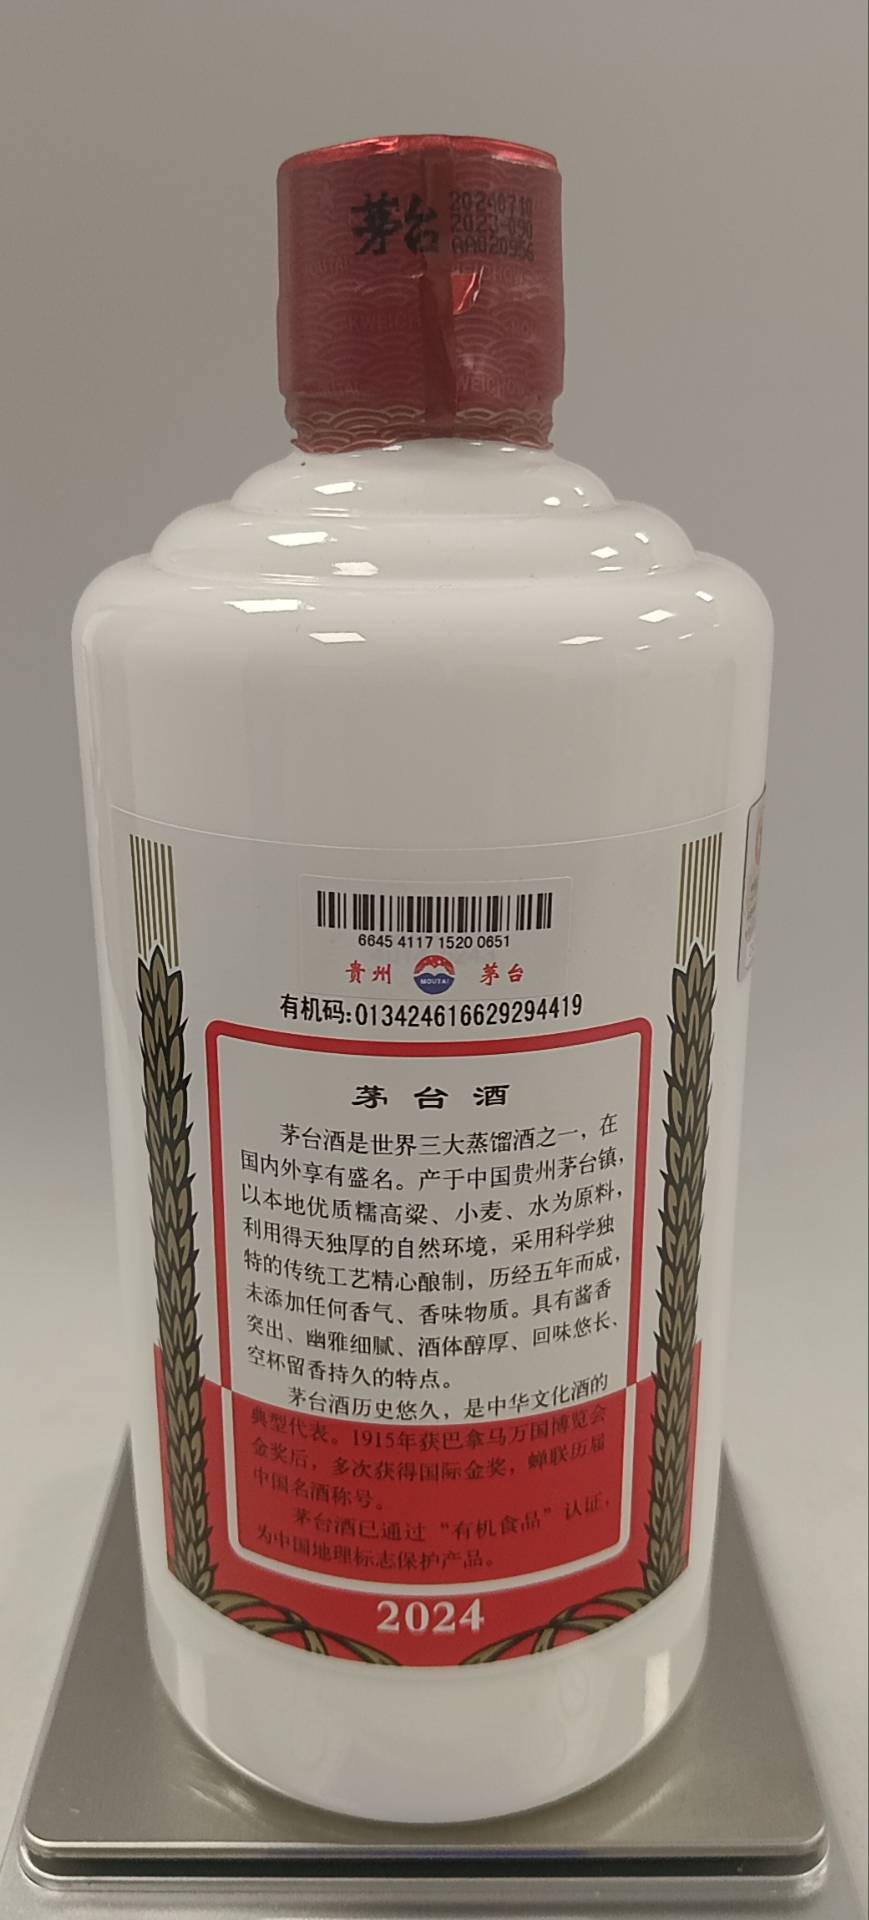 茅台
20240710
2023-090
AA020956
6645 4117 1520 0651
贵州 MOUTAI 茅台
有机码:013424616629294419
茅台酒
茅台酒是世界三大蒸馏酒之一，在
国内外享有盛名。产于中国贵州茅台镇，
以本地优质糯高粱、小麦、水为原料，
利用得天独厚的自然环境，采用科学独
特的传统工艺精心酿制，历经五年而成，
未添加任何香气、香味物质。具有酱香
突出、幽雅细腻、酒体醇厚、回味悠长、
空杯留香持久的特点。
茅台酒历史悠久，是中华文化酒的
典型代表。1915年获巴拿马万国博览会
金奖后，多次获得国际金奖，蝉联历届
中国名酒称号。
茅台酒已通过“有机食品”认证，
为中国地理标志保护产品。
2024